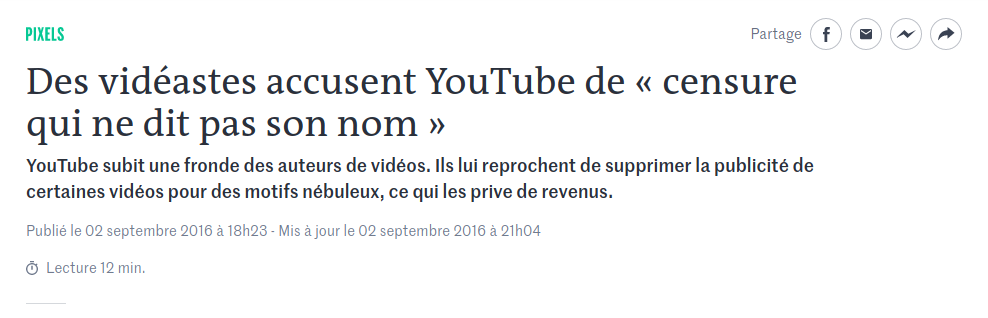 PIXELS
Partage
Des vidéastes accusent YouTube de « censure
qui ne dit pas son nom »
YouTube subit une fronde des auteurs de vidéos. Ils lui reprochent de supprimer la publicité de
certaines vidéos pour des motifs nébuleux, ce qui les prive de revenus.
Publié le 02 septembre 2016 à 18h23 - Mis à jour le 02 septembre 2016 à 21h04
Lecture 12 min.